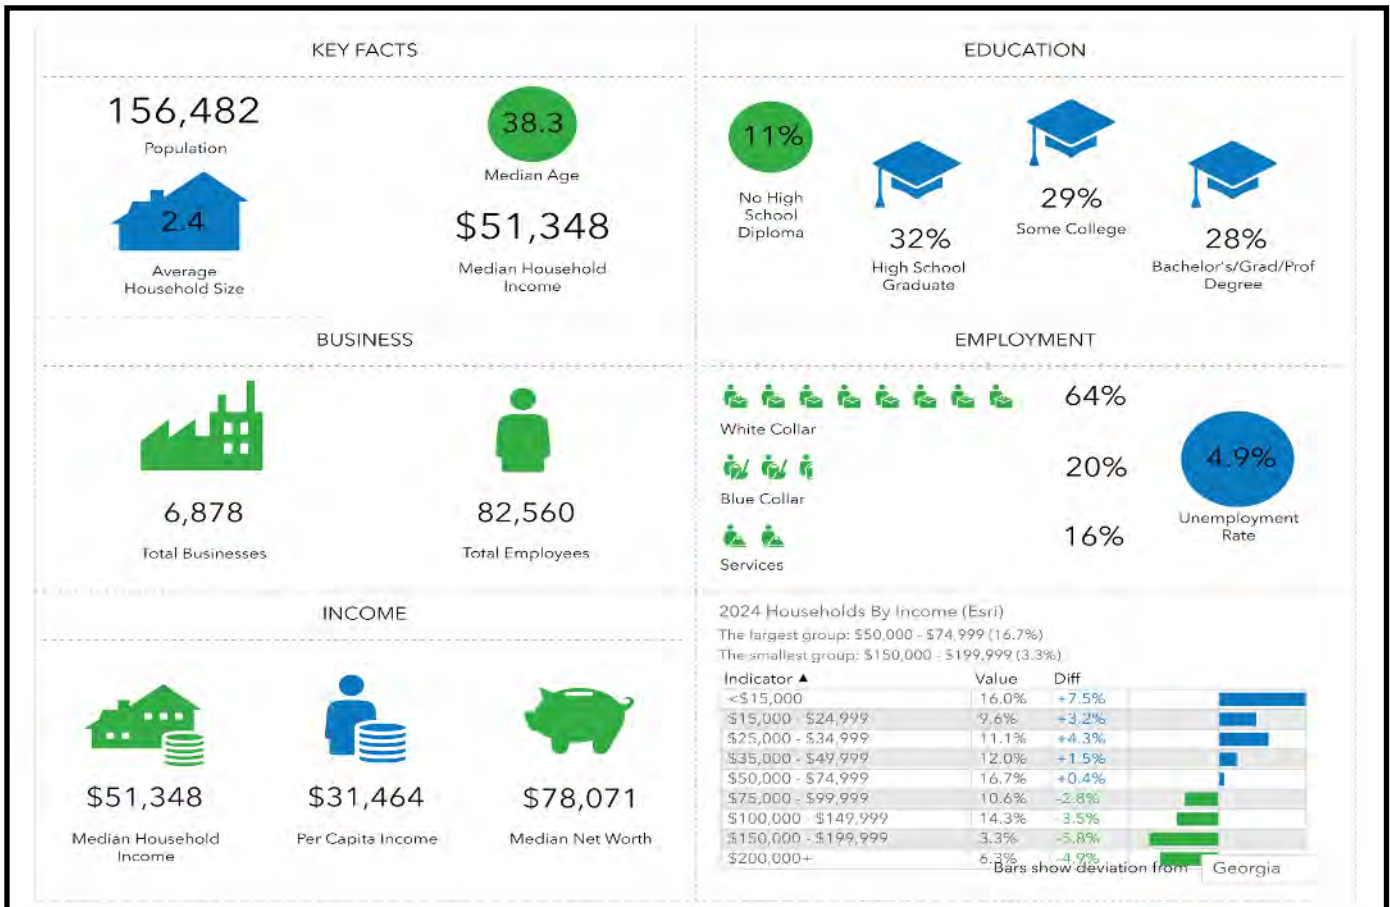 KEY FACTS
156,482
Population
38.3
Median Age
2.4
Average
Household Size
$51,348
Median Household
Income
EDUCATION
11%
No High
School
Diploma
32%
High School
Graduate
29%
Some College
28%
Bachelor's/Grad/Prof
Degree
BUSINESS
6,878
Total Businesses
82,560
Total Employees
EMPLOYMENT
64%
White Collar
20%
Blue Collar
16%
Services
4.9%
Unemployment
Rate
INCOME
$51,348
Median Household
Income
$31,464
Per Capita Income
$78,071
Median Net Worth
2024 Households By Income (Esri)
The largest group: $50,000 - $74,999 (16.7%)
The smallest group: $150,000 - $199,999 (3.3%)
Indicator ▲ Value Diff
<$15,000 16.0% +7.5%
$15,000 - $24,999 9.6% +3.2%
$25,000 - $34,999 11.1% +4.3%
$35,000 - $49,999 12.0% +1.5%
$50,000 - $74,999 16.7% +0.4%
$75,000 - $99,999 10.6% -2.8%
$100,000 - $149,999 14.3% -3.5%
$150,000 - $199,999 3.3% -5.8%
$200,000+ 6.3% -4.9%
Bars show deviation from Georgia